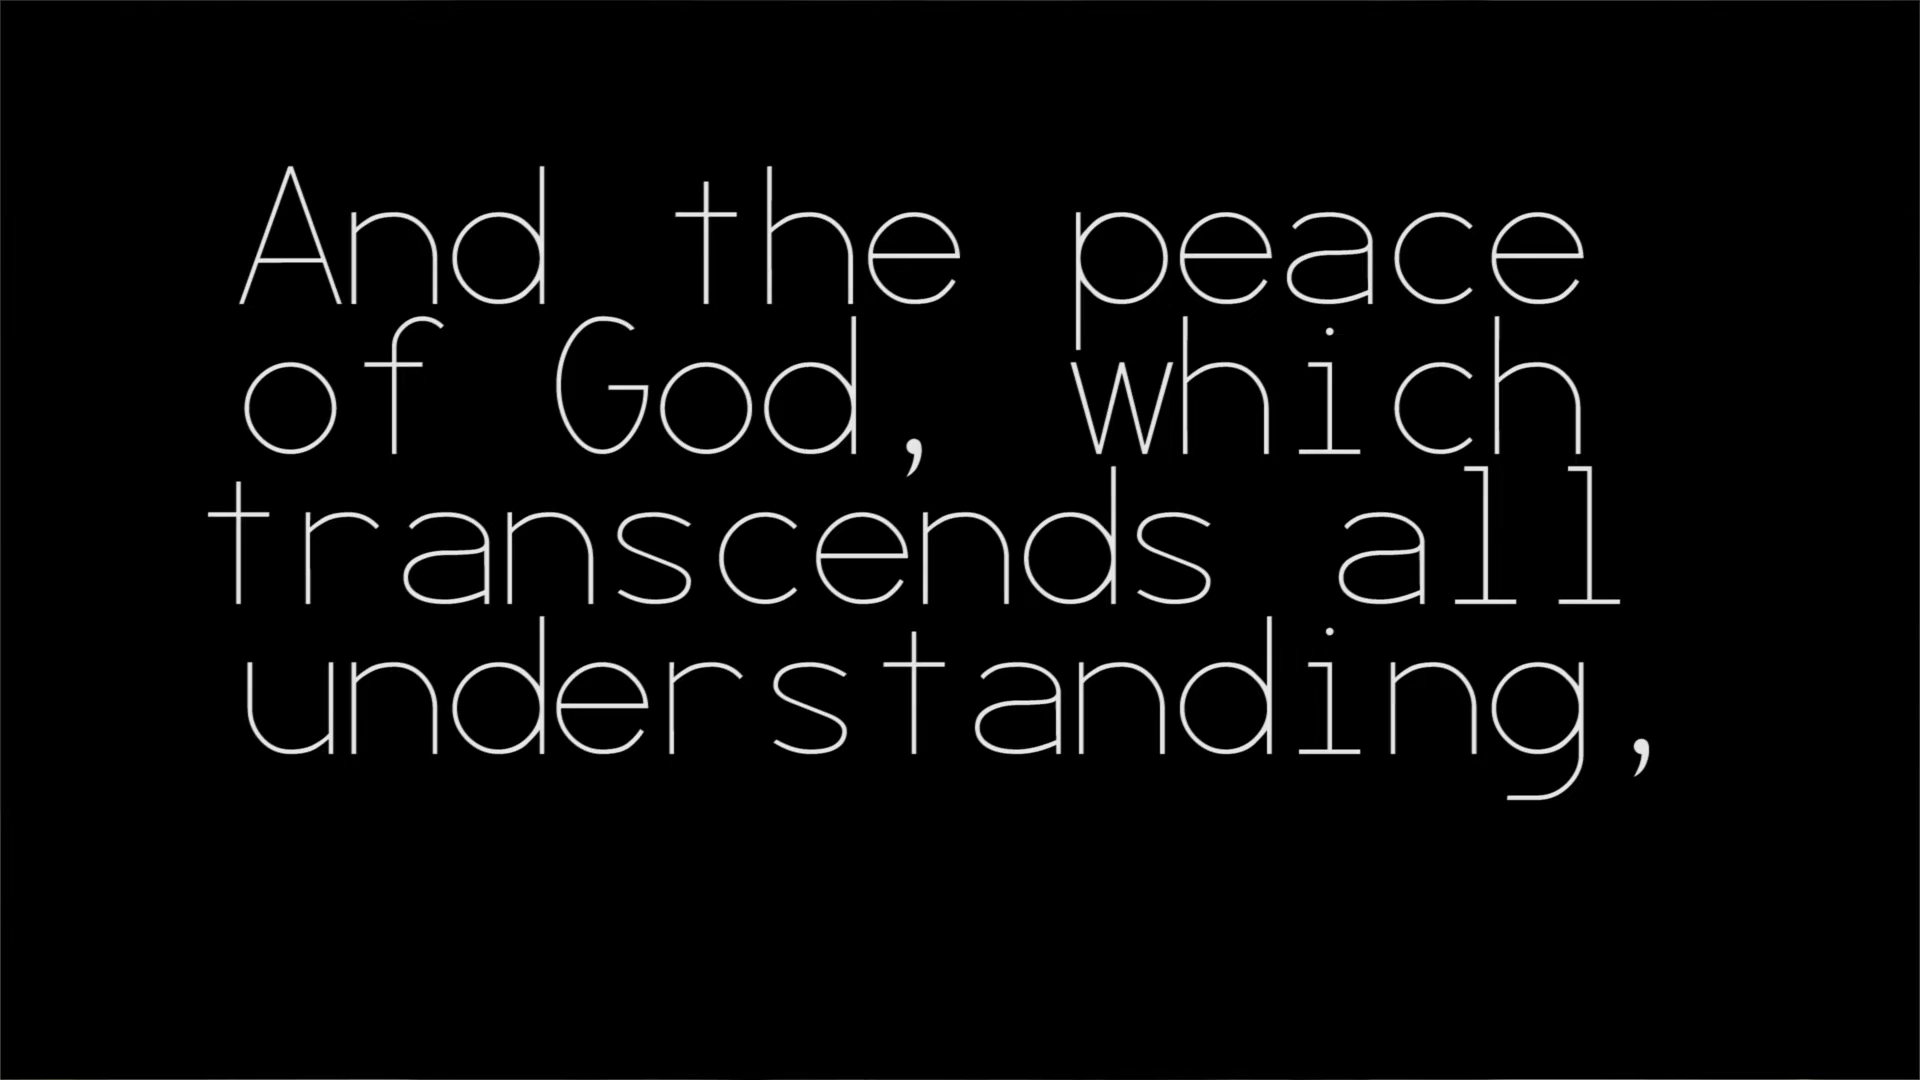 And the peace
of God, which
transcends all
understanding,